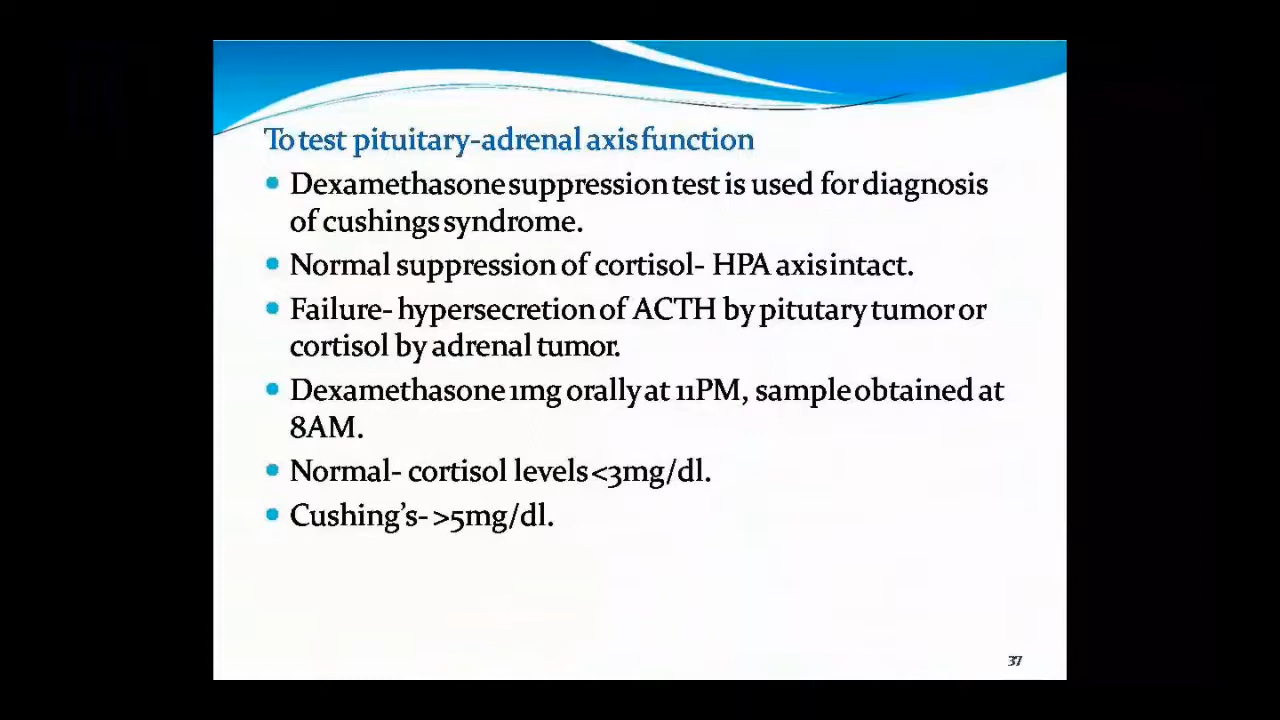 To test pituitary-adrenal axis function
Dexamethasone suppression test is used for diagnosis
of cushings syndrome.
Normal suppression of cortisol- HPA axis intact.
Failure- hypersecretion of ACTH by pitutary tumor or
cortisol by adrenal tumor.
Dexamethasone 1mg orally at 11PM, sample obtained at
8AM.
Normal- cortisol levels <3mg/dl.
Cushing’s- >5mg/dl.
37